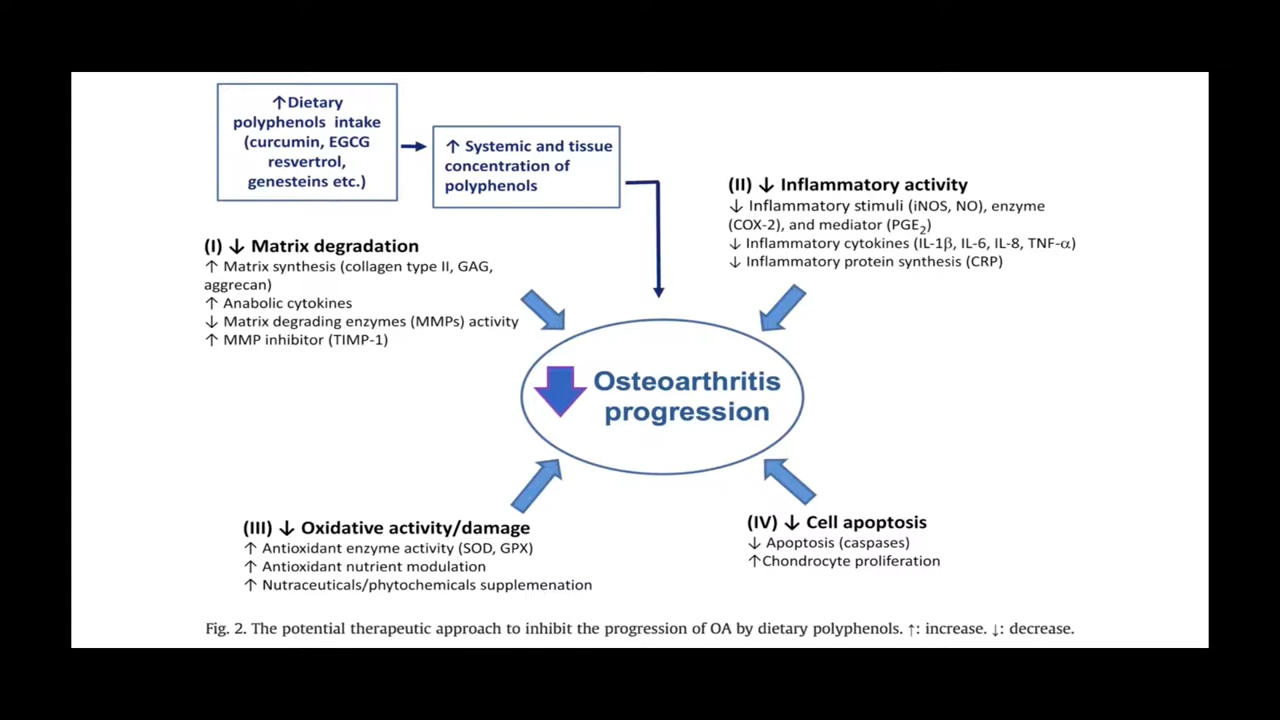 ↑Dietary
polyphenols intake
(curcumin, EGCG
resvertrol,
genesteins etc.)
↑ Systemic and tissue
concentration of
polyphenols
(I) ↓ Matrix degradation
↑ Matrix synthesis (collagen type II, GAG,
aggrecan)
↑ Anabolic cytokines
↓ Matrix degrading enzymes (MMPs) activity
↑ MMP inhibitor (TIMP-1)
(II) ↓ Inflammatory activity
↓ Inflammatory stimuli (iNOS, NO), enzyme
(COX-2), and mediator (PGE₂)
↓ Inflammatory cytokines (IL-1β, IL-6, IL-8, TNF-α)
↓ Inflammatory protein synthesis (CRP)
Osteoarthritis
progression
(III) ↓ Oxidative activity/damage
↑ Antioxidant enzyme activity (SOD, GPX)
↑ Antioxidant nutrient modulation
↑ Nutraceuticals/phytochemicals supplemenation
(IV) ↓ Cell apoptosis
↓ Apoptosis (caspases)
↑Chondrocyte proliferation
Fig. 2. The potential therapeutic approach to inhibit the progression of OA by dietary polyphenols. ↑: increase. ↓: decrease.